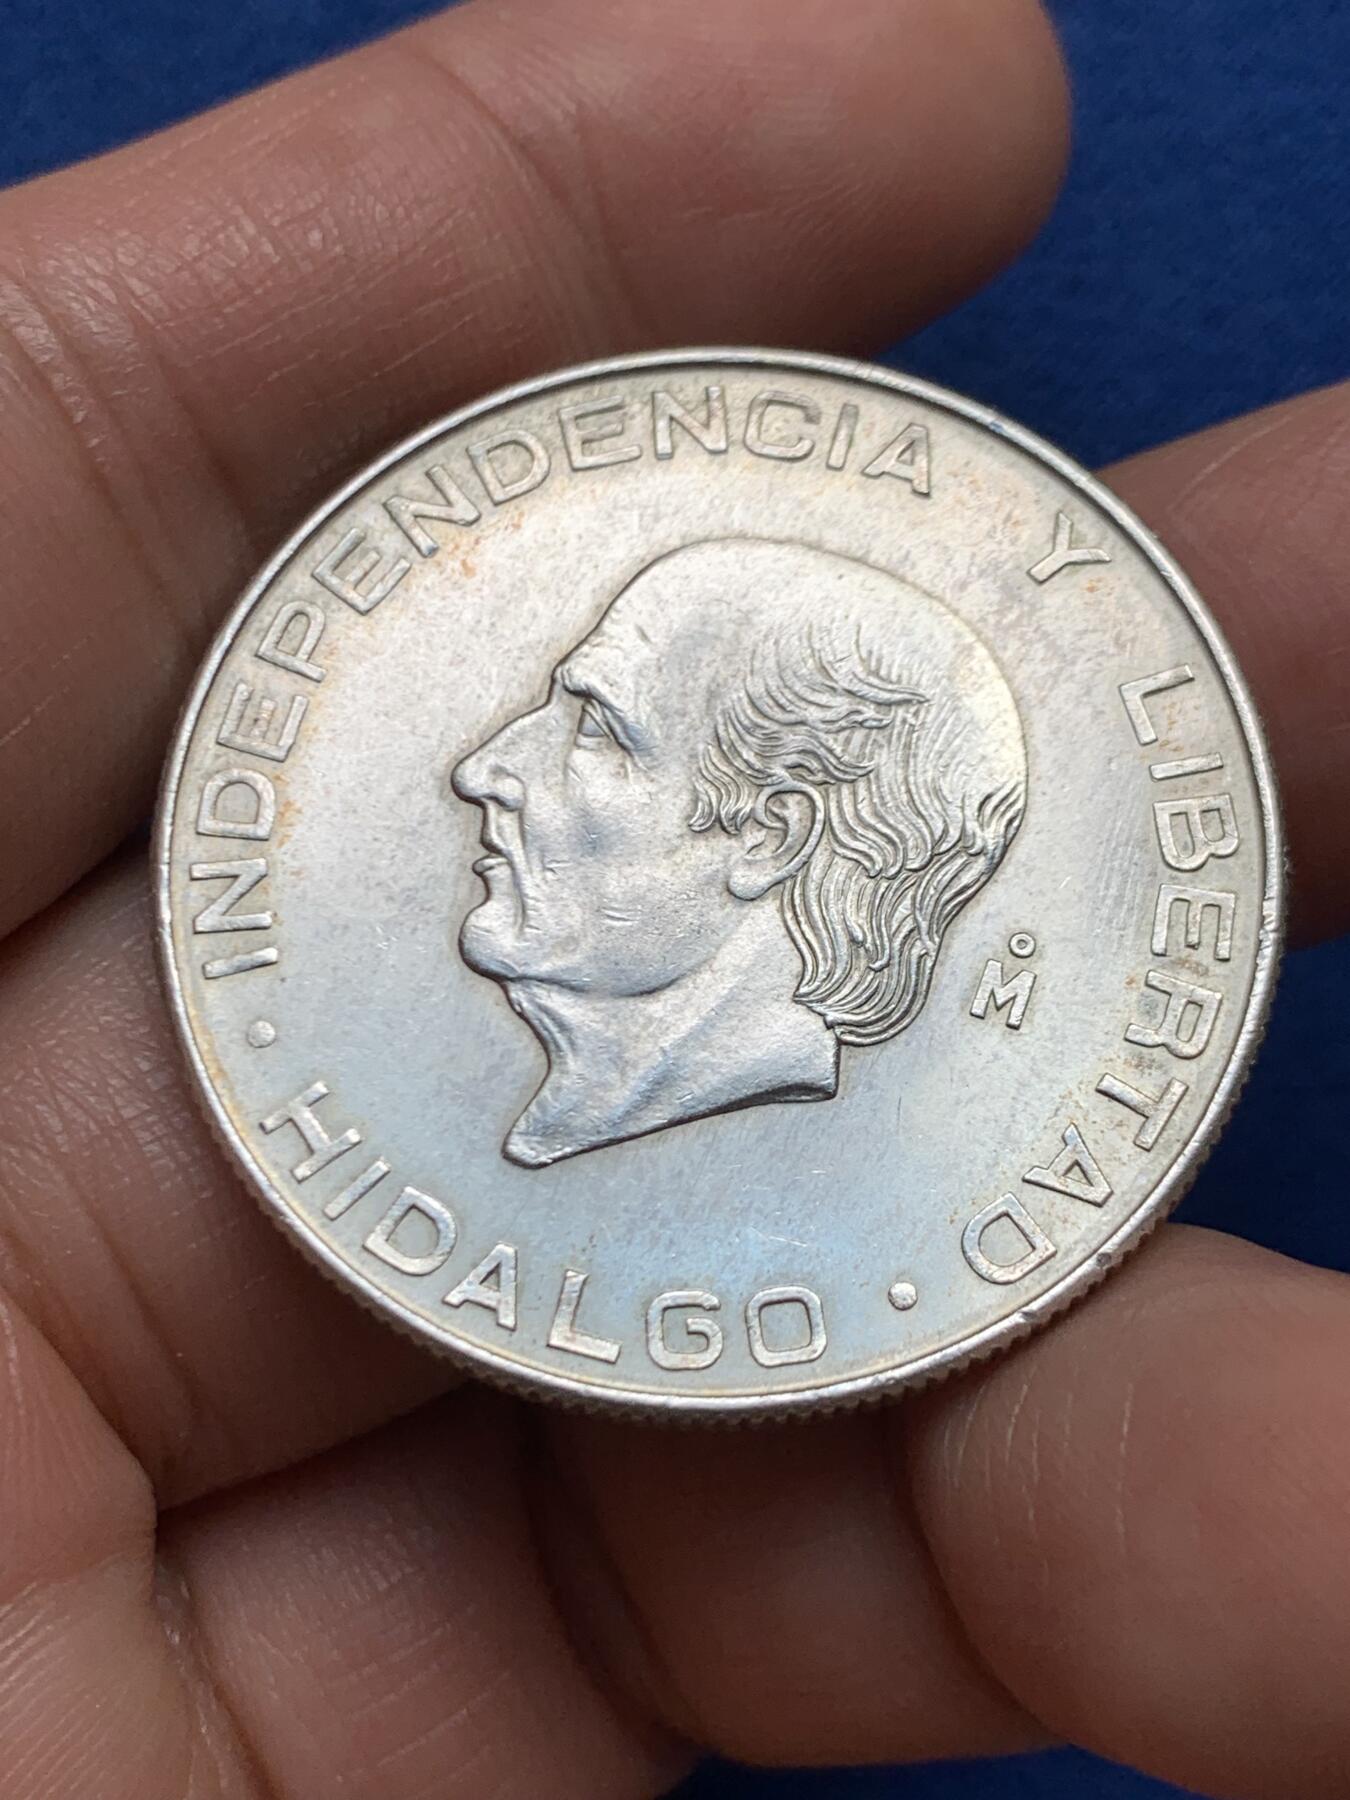 INDEPENDENCIA Y LIBERTAD
Mo
• HIDALGO •